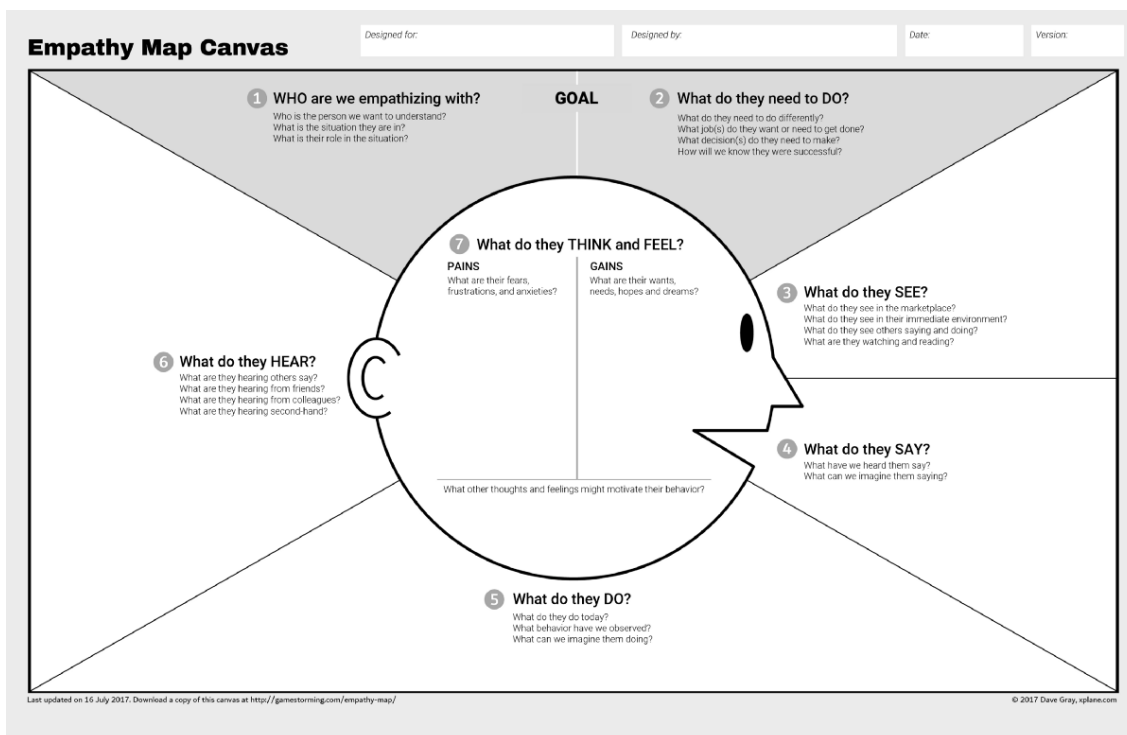 Empathy Map Canvas
Designed for:
Designed by:
Date:
Version:
1 WHO are we empathizing with?
Who is the person we want to understand?
What is the situation they are in?
What is their role in the situation?
GOAL
2 What do they need to DO?
What do they need to do differently?
What job(s) do they want or need to get done?
What decision(s) do they need to make?
How will we know they were successful?
7 What do they THINK and FEEL?
PAINS
What are their fears,
frustrations, and anxieties?
GAINS
What are their wants,
needs, hopes and dreams?
3 What do they SEE?
What do they see in the marketplace?
What do they see in their immediate environment?
What do they see others saying and doing?
What are they watching and reading?
6 What do they HEAR?
What are they hearing others say?
What are they hearing from friends?
What are they hearing from colleagues?
What are they hearing second-hand?
4 What do they SAY?
What have we heard them say?
What can we imagine them saying?
What other thoughts and feelings might motivate their behavior?
5 What do they DO?
What do they do today?
What behavior have we observed?
What can we imagine them doing?
Last updated on 16 July 2017. Download a copy of this canvas at http://gamestorming.com/empathy-map/
© 2017 Dave Gray, xplane.com